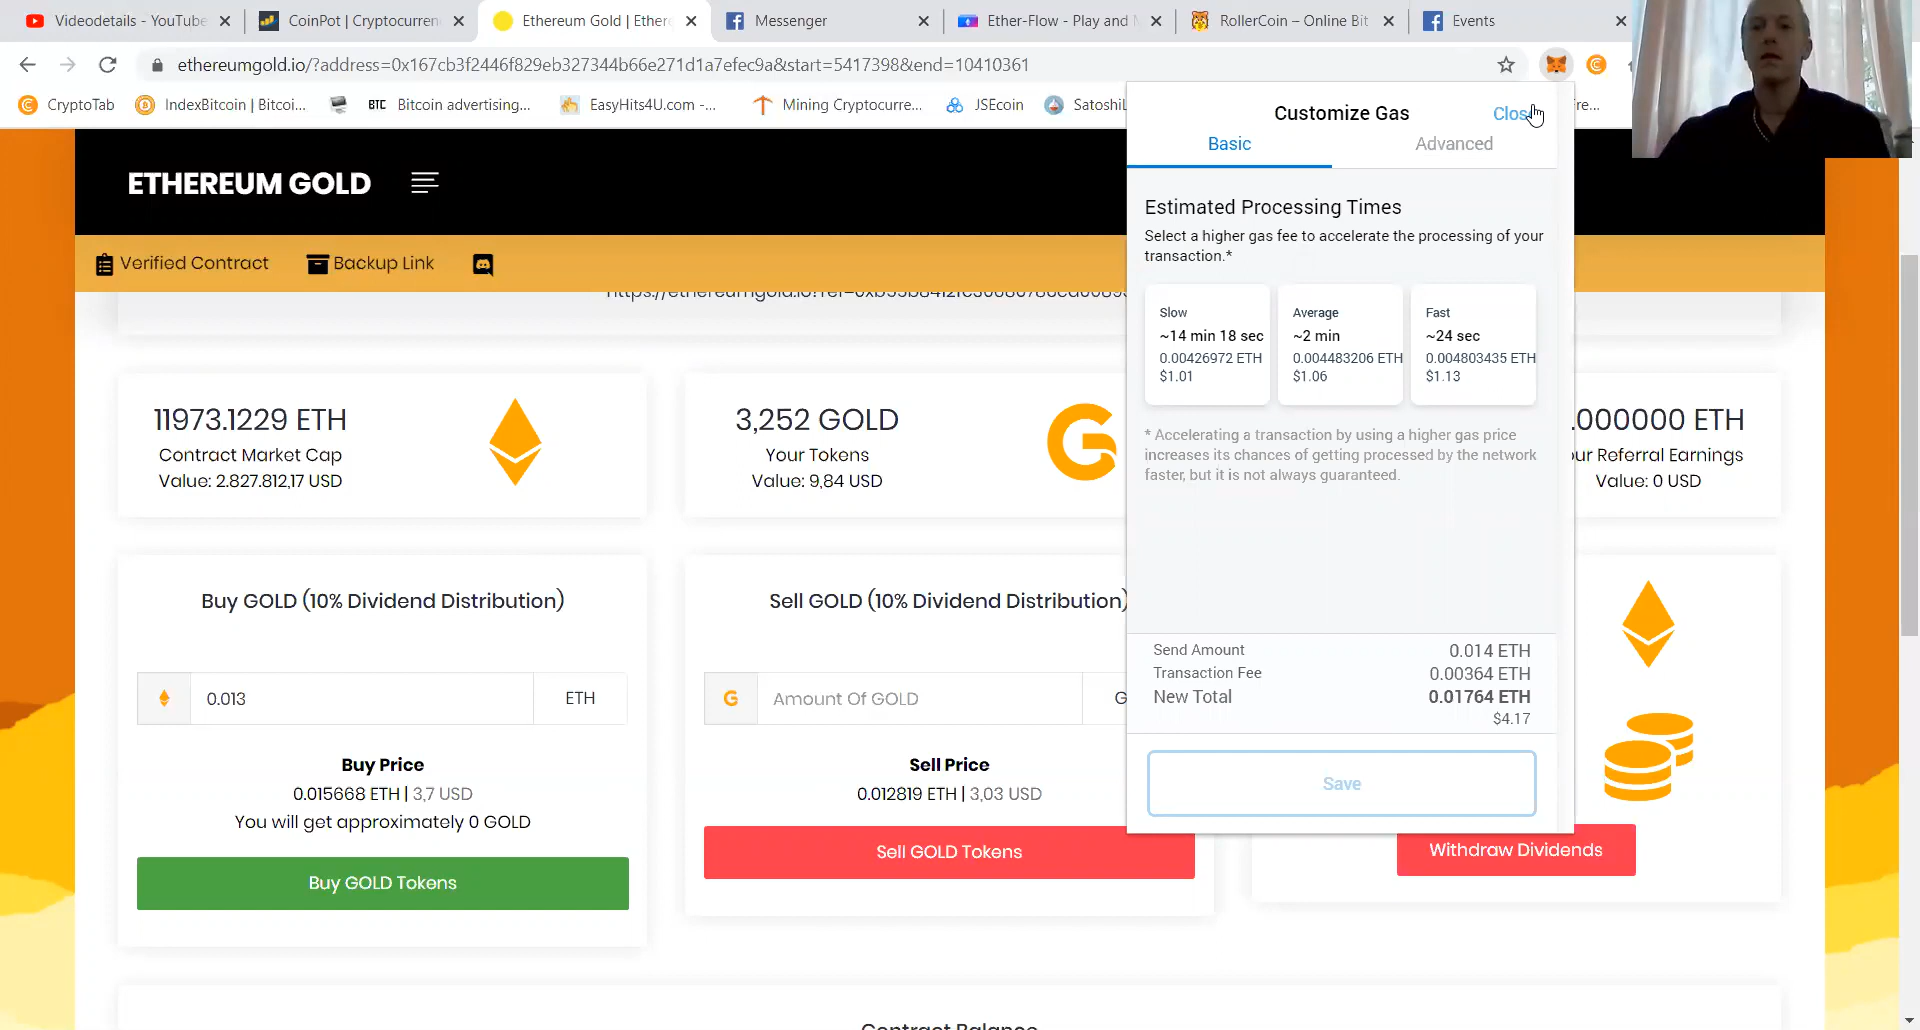 Videodetails - YouTube
CoinPot | Cryptocurren
Ethereum Gold | Ether
Messenger
Ether-Flow - Play and
RollerCoin – Online Bit
Events
ethereumgold.io/?address=0x167cb3f2446f829eb327344b66e271d1a7efec9a&start=5417398&end=10410361
CryptoTab
IndexBitcoin | Bitcoi...
BTC Bitcoin advertising...
EasyHits4U.com -...
Mining Cryptocurre...
JSEcoin
SatoshiL
re...
Customize Gas
Clos
Basic
Advanced
ETHEREUM GOLD
Verified Contract
Backup Link
Estimated Processing Times
Select a higher gas fee to accelerate the processing of your
transaction.*
Slow
~14 min 18 sec
0.00426972 ETH
$1.01
Average
~2 min
0.004483206 ETH
$1.06
Fast
~24 sec
0.004803435 ETH
$1.13
* Accelerating a transaction by using a higher gas price
increases its chances of getting processed by the network
faster, but it is not always guaranteed.
Send Amount 0.014 ETH
Transaction Fee 0.00364 ETH
New Total 0.01764 ETH
$4.17
Save
11973.1229 ETH
Contract Market Cap
Value: 2.827.812,17 USD
3,252 GOLD
Your Tokens
Value: 9,84 USD
.000000 ETH
ur Referral Earnings
Value: 0 USD
Buy GOLD (10% Dividend Distribution)
0.013
ETH
Buy Price
0.015668 ETH | 3,7 USD
You will get approximately 0 GOLD
Buy GOLD Tokens
Sell GOLD (10% Dividend Distribution)
Amount Of GOLD
G
Sell Price
0.012819 ETH | 3,03 USD
Sell GOLD Tokens
Withdraw Dividends